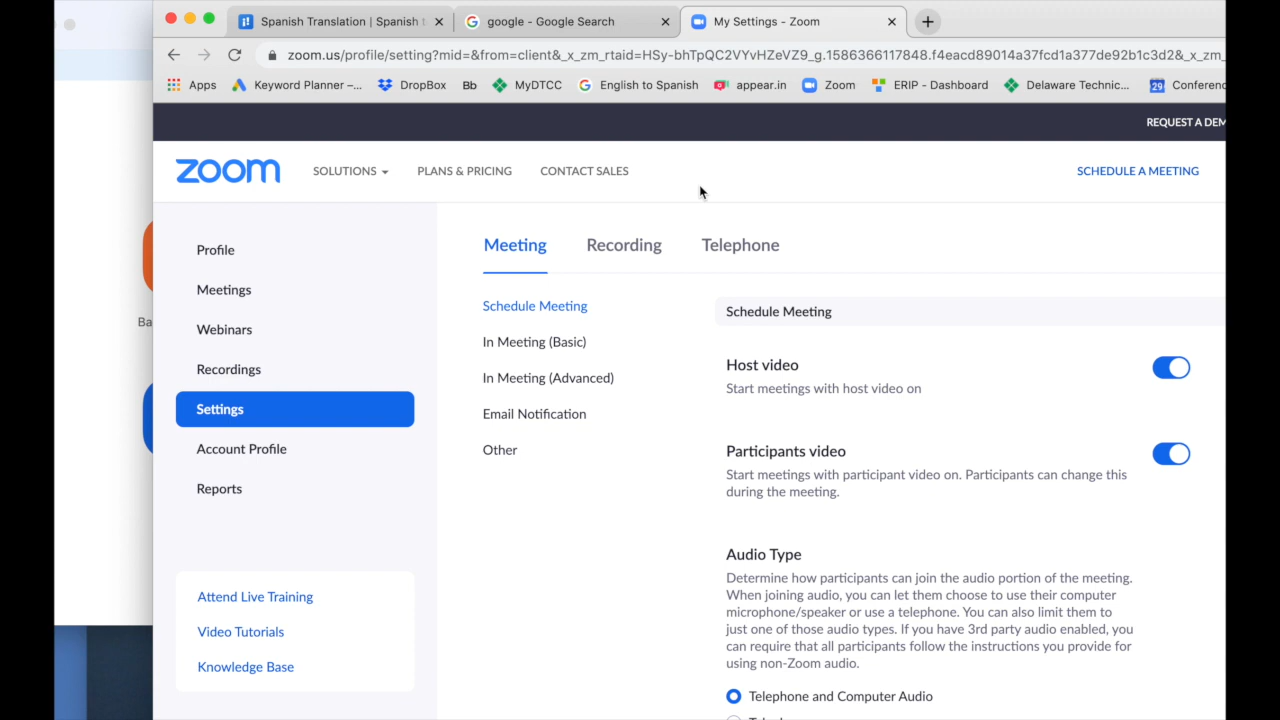 Spanish Translation | Spanish t
google - Google Search
My Settings - Zoom
zoom.us/profile/setting?mid=&from=client&_x_zm_rtaid=HSy-bhTpQC2VYvHZeVZ9_g.1586366117848.f4eacd89014a37fcd1a377de92b1c3d2&_x_zm_
Apps
Keyword Planner –...
DropBox
Bb
MyDTCC
English to Spanish
appear.in
Zoom
ERIP - Dashboard
Delaware Technic...
29
Conferenc
REQUEST A DEM
zoom
SOLUTIONS
PLANS & PRICING
CONTACT SALES
SCHEDULE A MEETING
Profile
Meetings
Webinars
Recordings
Settings
Account Profile
Reports
Attend Live Training
Video Tutorials
Knowledge Base
Ba
Meeting
Recording
Telephone
Schedule Meeting
In Meeting (Basic)
In Meeting (Advanced)
Email Notification
Other
Schedule Meeting
Host video
Start meetings with host video on
Participants video
Start meetings with participant video on. Participants can change this
during the meeting.
Audio Type
Determine how participants can join the audio portion of the meeting.
When joining audio, you can let them choose to use their computer
microphone/speaker or use a telephone. You can also limit them to
just one of those audio types. If you have 3rd party audio enabled, you
can require that all participants follow the instructions you provide for
using non-Zoom audio.
Telephone and Computer Audio